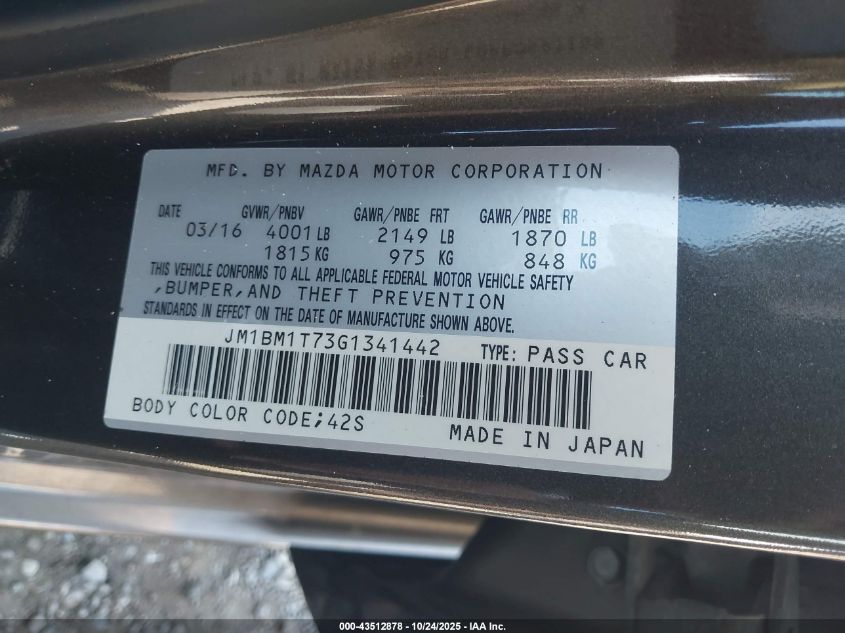 MFD. BY MAZDA MOTOR CORPORATION
DATE GVWR/PNBV GAWR/PNBE FRT GAWR/PNBE RR
03/16 4001 LB 2149 LB 1870 LB
1815 KG 975 KG 848 KG
THIS VEHICLE CONFORMS TO ALL APPLICABLE FEDERAL MOTOR VEHICLE SAFETY
,BUMPER,AND THEFT PREVENTION
STANDARDS IN EFFECT ON THE DATE OF MANUFACTURE SHOWN ABOVE.
JM1BM1T73G1341442 TYPE: PASS CAR
BODY COLOR CODE;42S
MADE IN JAPAN
000-43512878 - 10/24/2025 - IAA Inc.